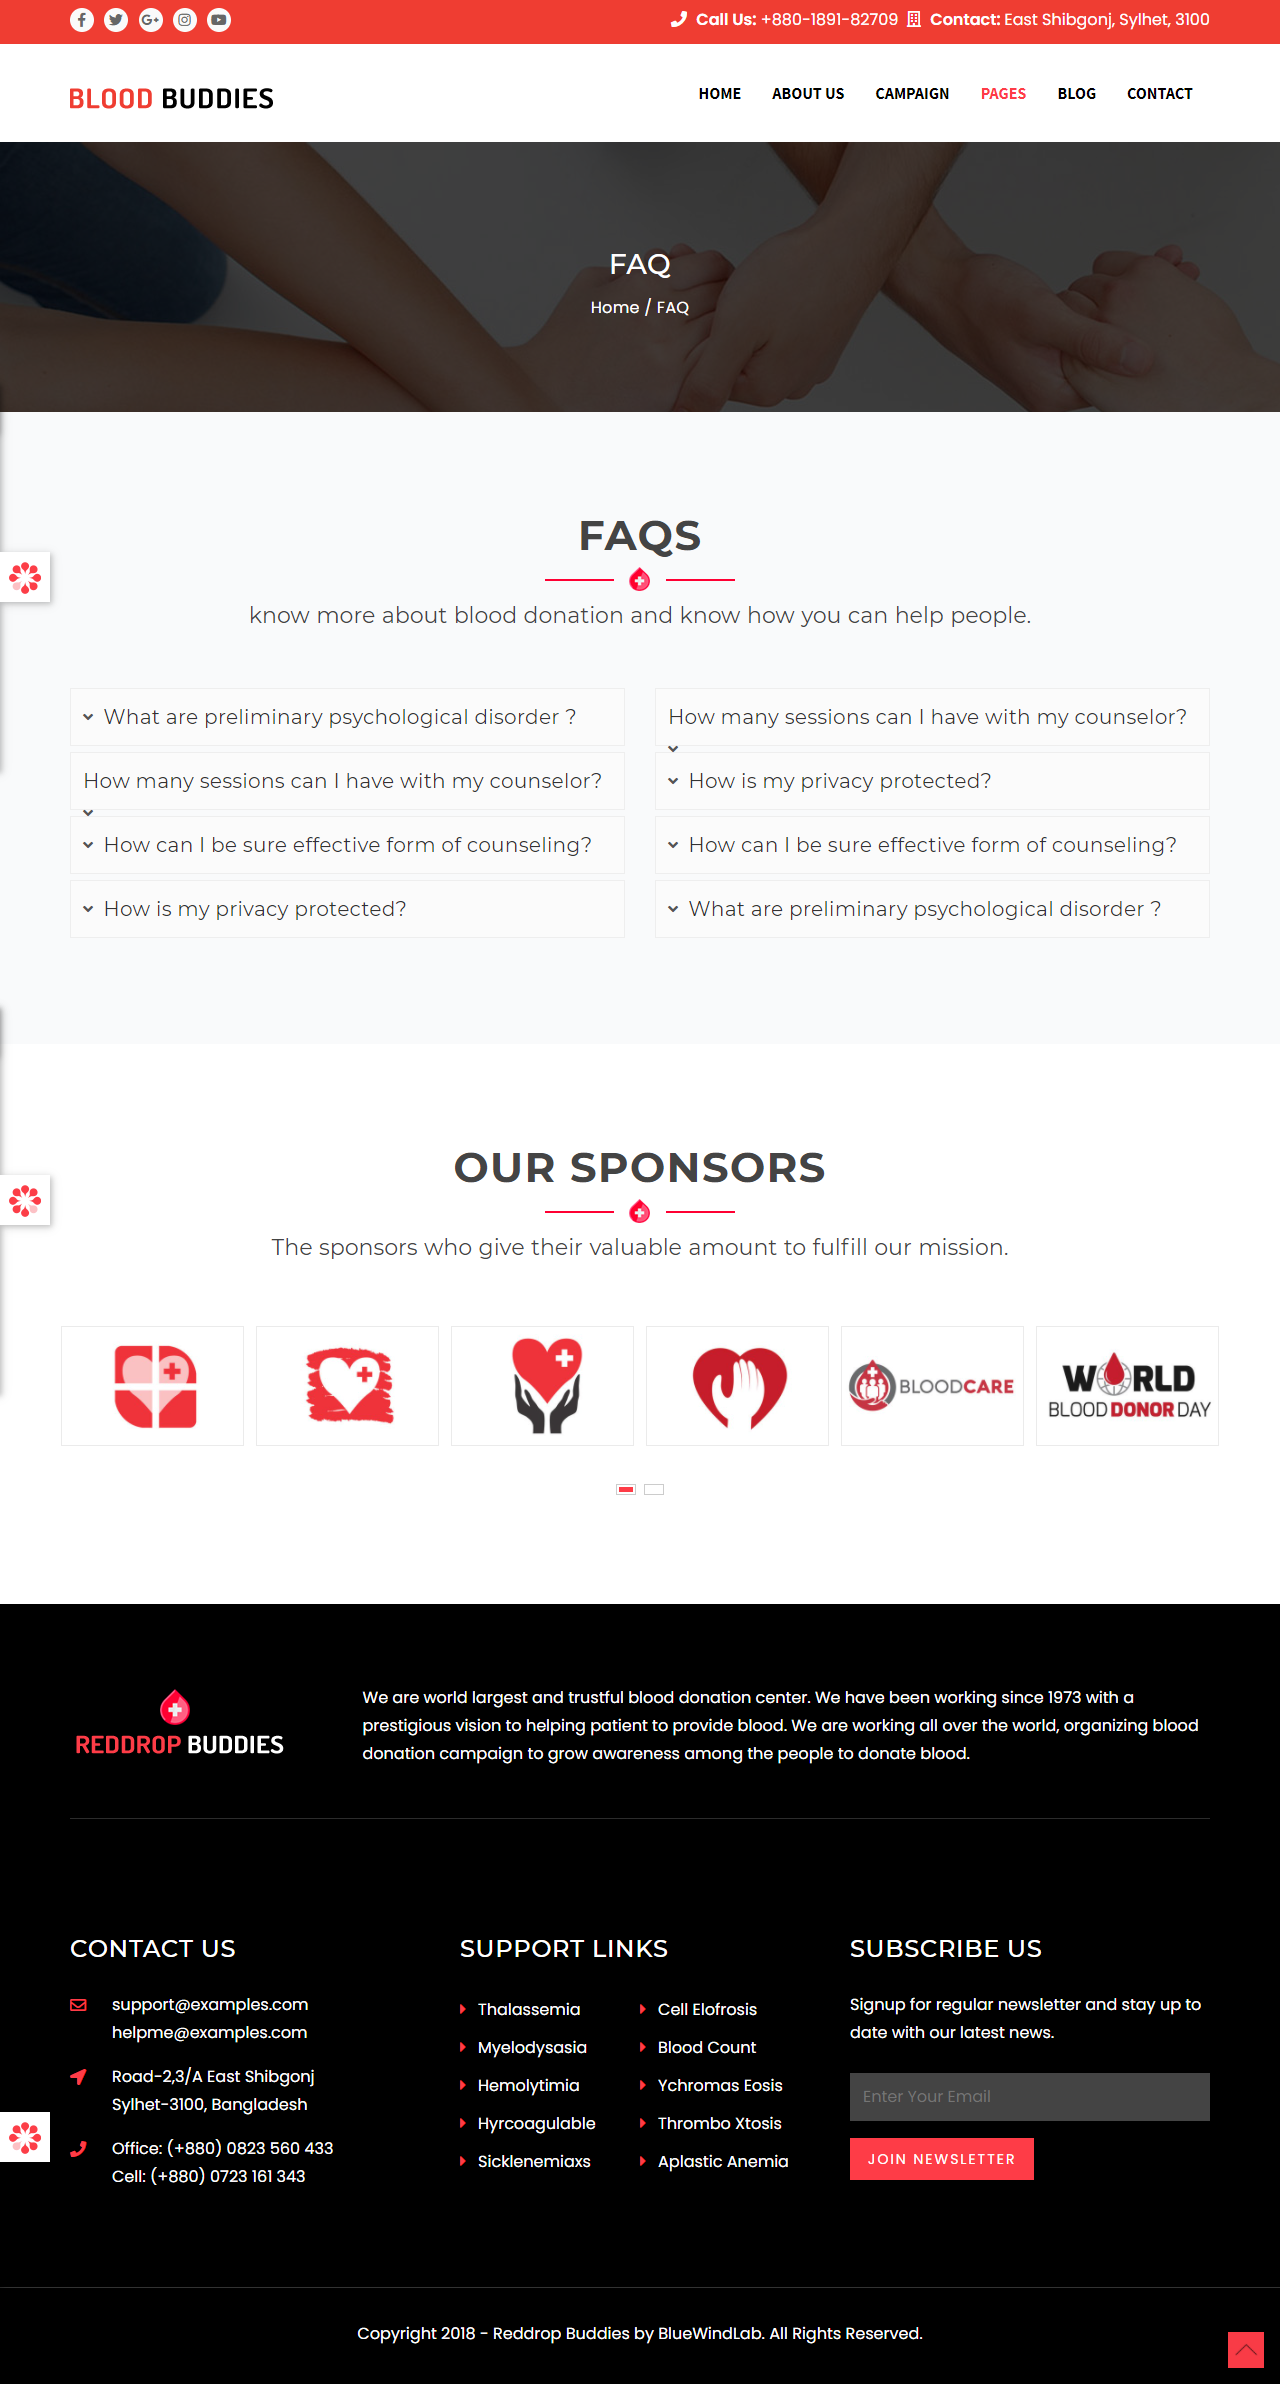 Call Us: +880-1891-82709 Contact: East Shibgonj, Sylhet, 3100
BLOOD BUDDIES
HOME ABOUT US CAMPAIGN PAGES BLOG CONTACT
FAQ
Home / FAQ
FAQS
know more about blood donation and know how you can help people.
What are preliminary psychological disorder ?
How many sessions can I have with my counselor?
How can I be sure effective form of counseling?
How is my privacy protected?
How many sessions can I have with my counselor?
How is my privacy protected?
How can I be sure effective form of counseling?
What are preliminary psychological disorder ?
OUR SPONSORS
The sponsors who give their valuable amount to fulfill our mission.
BLOODCARE
WORLD
BLOOD DONOR DAY
REDDROP BUDDIES
We are world largest and trustful blood donation center. We have been working since 1973 with a
prestigious vision to helping patient to provide blood. We are working all over the world, organizing blood
donation campaign to grow awareness among the people to donate blood.
CONTACT US
support@examples.com
helpme@examples.com
Road-2,3/A East Shibgonj
Sylhet-3100, Bangladesh
Office: (+880) 0823 560 433
Cell: (+880) 0723 161 343
SUPPORT LINKS
Thalassemia
Myelodysasia
Hemolytimia
Hyrcoagulable
Sicklenemiaxs
Cell Elofrosis
Blood Count
Ychromas Eosis
Thrombo Xtosis
Aplastic Anemia
SUBSCRIBE US
Signup for regular newsletter and stay up to
date with our latest news.
Enter Your Email
JOIN NEWSLETTER
Copyright 2018 - Reddrop Buddies by BlueWindLab. All Rights Reserved.